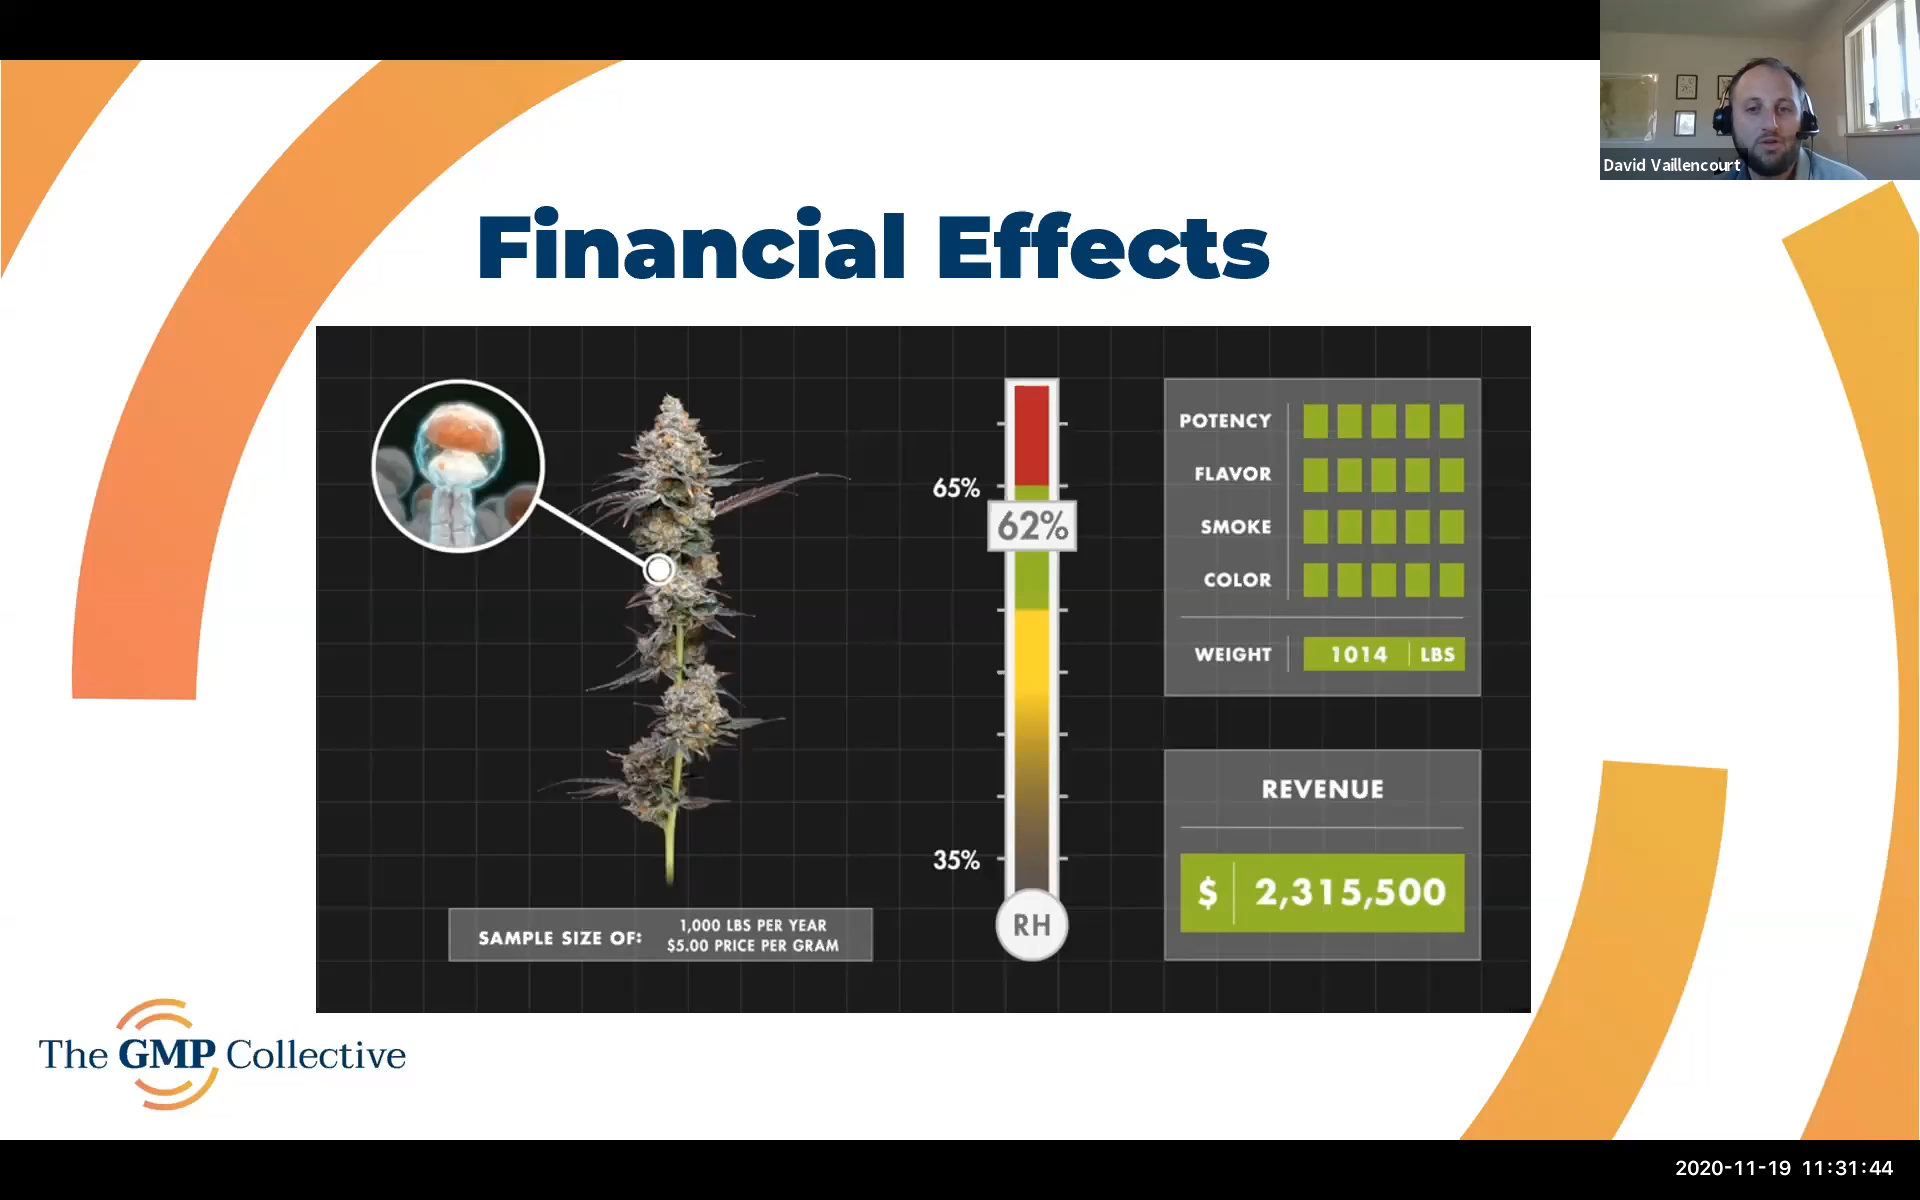 David Vaillencourt
Financial Effects
65%
62%
35%
RH
POTENCY
FLAVOR
SMOKE
COLOR
WEIGHT 1014 LBS
REVENUE
$ 2,315,500
SAMPLE SIZE OF: 1,000 LBS PER YEAR
$5.00 PRICE PER GRAM
The GMP Collective
2020-11-19 11:31:44